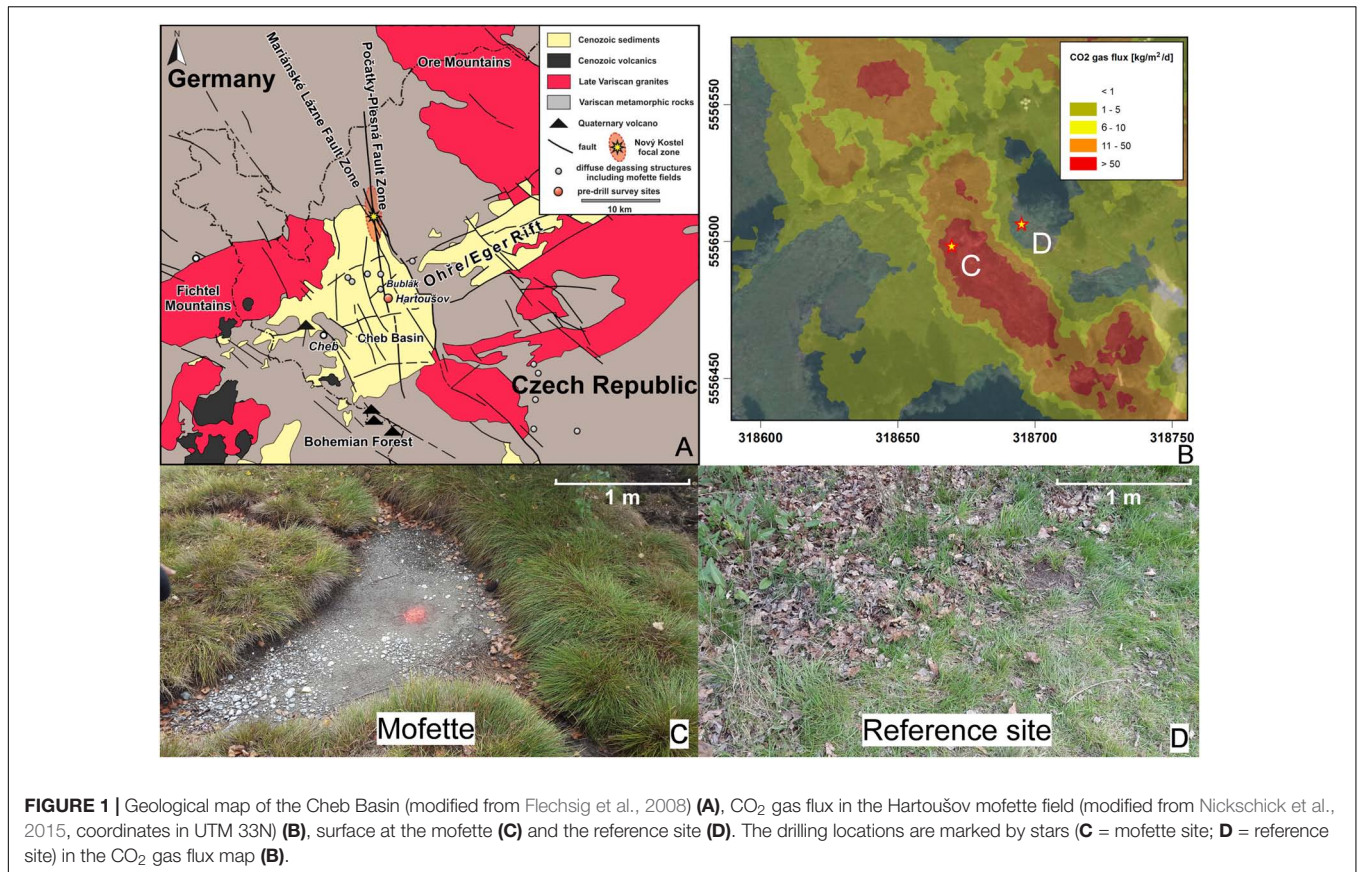 N
Germany
Mariánské Lázne Fault Zone
Počatky-Plesná Fault Zone
Ore Mountains
Cenozoic sediments
Cenozoic volcanics
Late Variscan granites
Variscan metamorphic rocks
Quaternary volcano
fault
Nový Kostel
focal zone
diffuse degassing structures
including mofette fields
pre-drill survey sites
10 km
Ohře/Eger Rift
Bublák
Hartoušov
Fichtel
Mountains
Cheb
Cheb Basin
Czech Republic
Bohemian Forest
A
CO2 gas flux [kg/m²/d]
< 1
1 - 5
6 - 10
11 - 50
> 50
5556550
5556500
5556450
C
D
318600
318650
318700
318750
B
1 m
Mofette
C
1 m
Reference site
D
FIGURE 1 | Geological map of the Cheb Basin (modified from Flechsig et al., 2008) (A), CO₂ gas flux in the Hartoušov mofette field (modified from Nickschick et al.,
2015, coordinates in UTM 33N) (B), surface at the mofette (C) and the reference site (D). The drilling locations are marked by stars (C = mofette site; D = reference
site) in the CO₂ gas flux map (B).